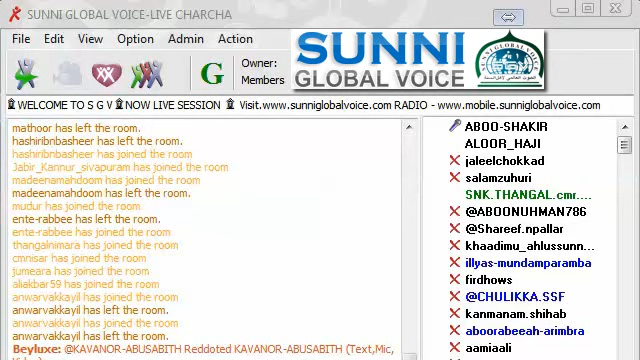 SUNNI GLOBAL VOICE-LIVE CHARCHA
File Edit View Option Admin Action
SUNNI
GLOBAL VOICE
SUNNI GLOBAL VOICE
G Owner:
Members
WELCOME TO S G V NOW LIVE SESSION Visit.www.sunniglobalvoice.com RADIO - www.mobile.sunniglobalvoice.com
mathoor has left the room.
hashiribnbasheer has left the room.
hashiribnbasheer has joined the room
Jabir_Kannur_sivapuram has joined the room
madeenamahdoom has joined the room
madeenamahdoom has left the room.
mudur has joined the room
ente-rabbee has left the room.
ente-rabbee has joined the room
thangalnimara has joined the room
cmnisar has joined the room
jumeara has joined the room
aliakbar59 has joined the room
anwarvakkayil has joined the room
anwarvakkayil has left the room.
anwarvakkayil has joined the room
anwarvakkayil has left the room.
Beyluxe: @KAVANOR-ABUSABITH Reddoted KAVANOR-ABUSABITH (Text,Mic,
ABOO-SHAKIR
ALOOR_HAJI
jaleelchokkad
salamzuhuri
SNK.THANGAL.cmr....
@ABOONUHMAN786
@Shareef.npallar
khaadimu_ahlussunn...
illyas-mundamparamba
firdhows
@CHULIKKA.SSF
kanmanam.shihab
aboorabeeah-arimbra
aamiaali